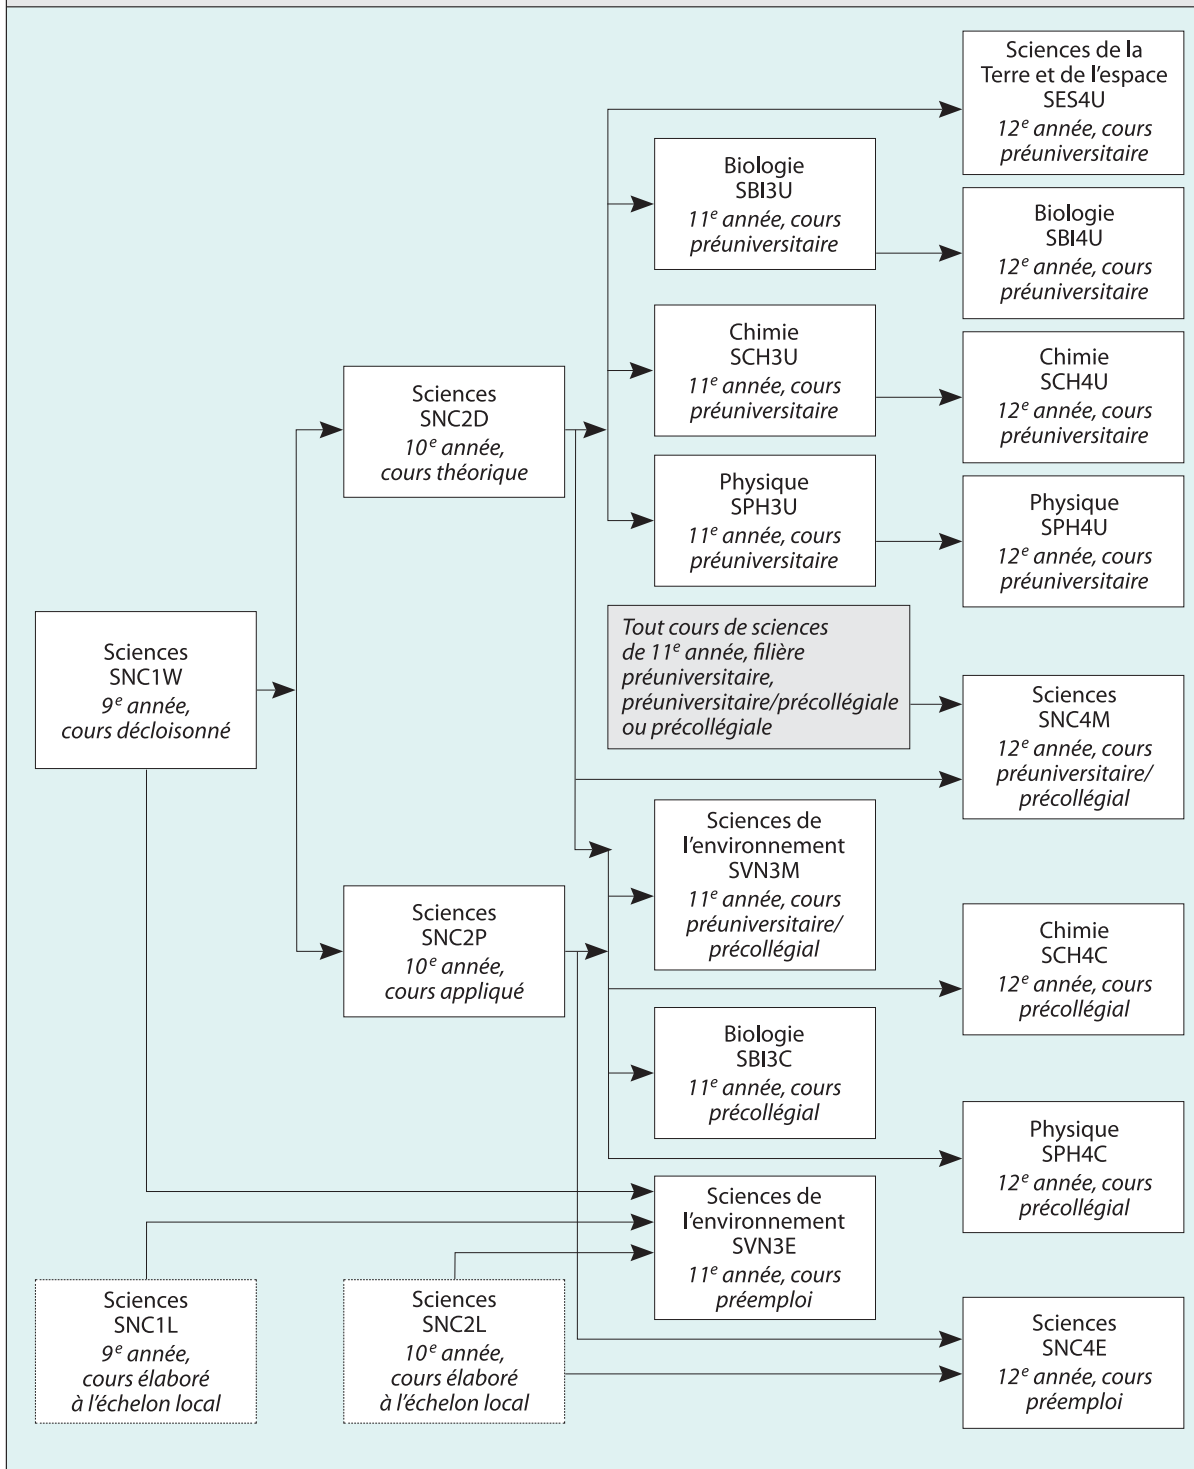 Sciences de la
Terre et de l'espace
SES4U
12e année, cours
préuniversitaire
Biologie
SBI3U
11e année, cours
préuniversitaire
Biologie
SBI4U
12e année, cours
préuniversitaire
Chimie
SCH3U
11e année, cours
préuniversitaire
Chimie
SCH4U
12e année, cours
préuniversitaire
Sciences
SNC2D
10e année,
cours théorique
Physique
SPH3U
11e année, cours
préuniversitaire
Physique
SPH4U
12e année, cours
préuniversitaire
Sciences
SNC1W
9e année,
cours décloisonné
Tout cours de sciences
de 11e année, filière
préuniversitaire,
préuniversitaire/précollégiale
ou précollégiale
Sciences
SNC4M
12e année, cours
préuniversitaire/
précollégial
Sciences de
l'environnement
SVN3M
11e année, cours
préuniversitaire/
précollégial
Sciences
SNC2P
10e année,
cours appliqué
Chimie
SCH4C
12e année, cours
précollégial
Biologie
SBI3C
11e année, cours
précollégial
Physique
SPH4C
12e année, cours
précollégial
Sciences de
l'environnement
SVN3E
11e année, cours
préemploi
Sciences
SNC1L
9e année,
cours élaboré
à l'échelon local
Sciences
SNC2L
10e année,
cours élaboré
à l'échelon local
Sciences
SNC4E
12e année, cours
préemploi